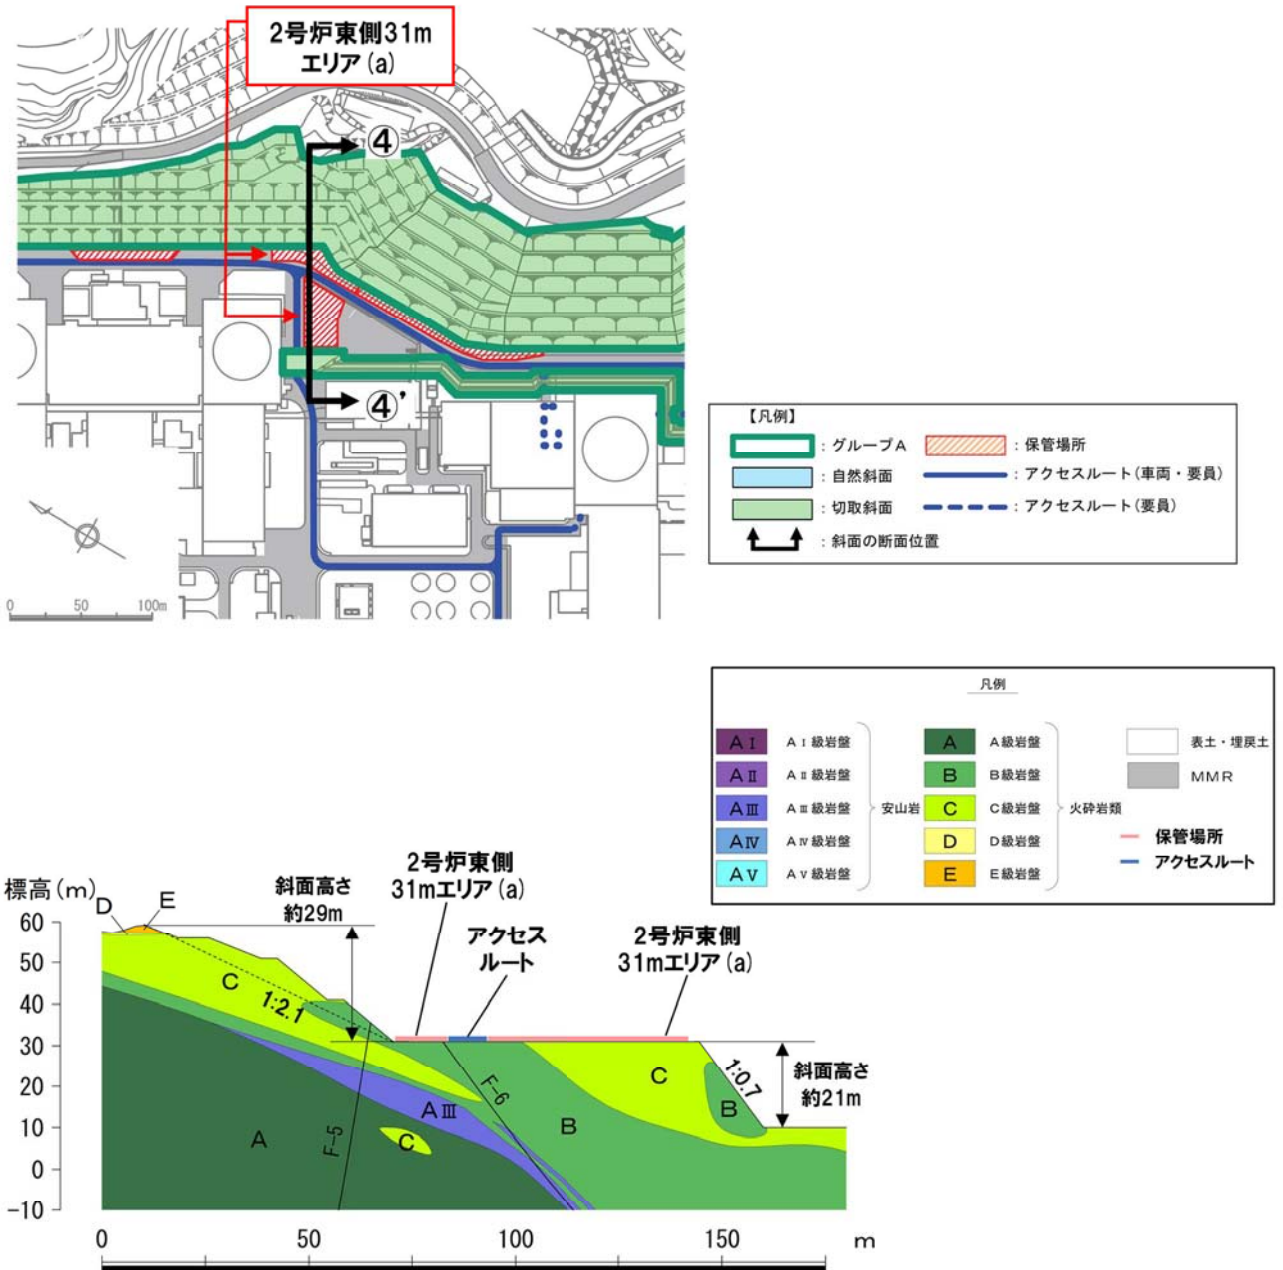 2号炉東側31m
エリア(a)
④
④'
0 50 100m
【凡例】
:グループA
:保管場所
:自然斜面
:アクセスルート(車両・要員)
:切取斜面
:アクセスルート(要員)
:斜面の断面位置
凡例
AⅠ AⅠ級岩盤
AⅡ AⅡ級岩盤
AⅢ AⅢ級岩盤
AⅣ AⅣ級岩盤
AⅤ AⅤ級岩盤
安山岩
A A級岩盤
B B級岩盤
C C級岩盤
D D級岩盤
E E級岩盤
火砕岩類
表土・埋戻土
MMR
保管場所
アクセスルート
標高(m)
60
50
40
30
20
10
0
-10
D
E
斜面高さ
約29m
2号炉東側
31mエリア(a)
アクセス
ルート
2号炉東側
31mエリア(a)
C
1:2.1
C
1:0.7
斜面高さ
約21m
B
F-6
AⅢ
B
A
F-5
C
0 50 100 150 m